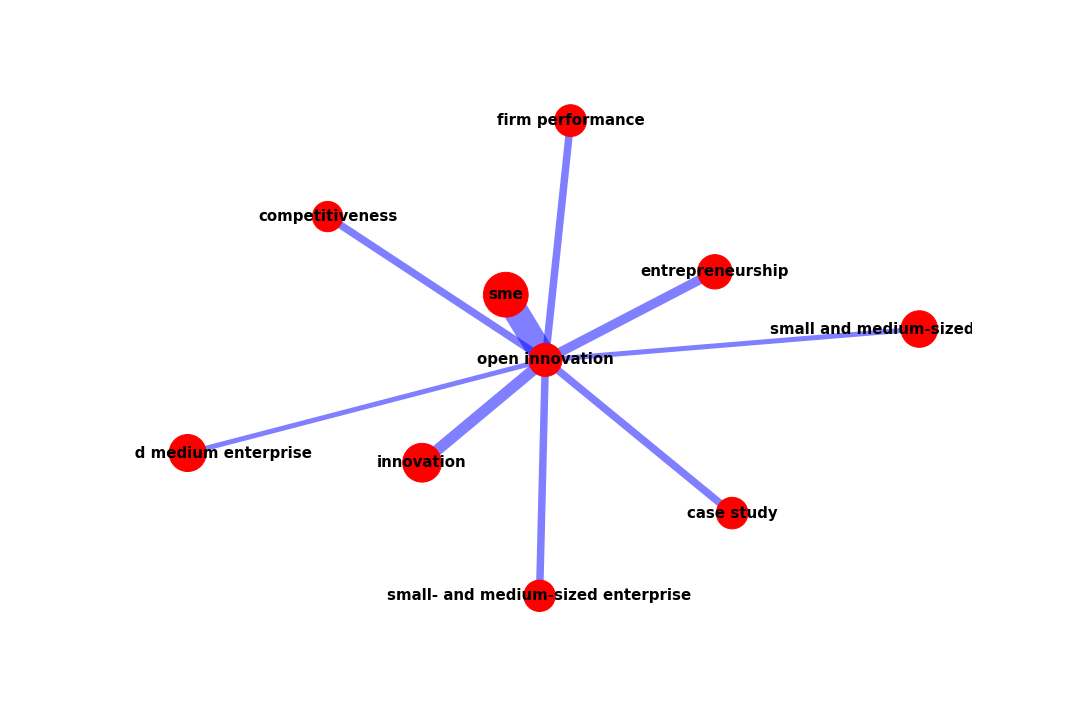 firm performance
competitiveness
entrepreneurship
sme
small and medium-sized
open innovation
d medium enterprise
innovation
case study
small- and medium-sized enterprise